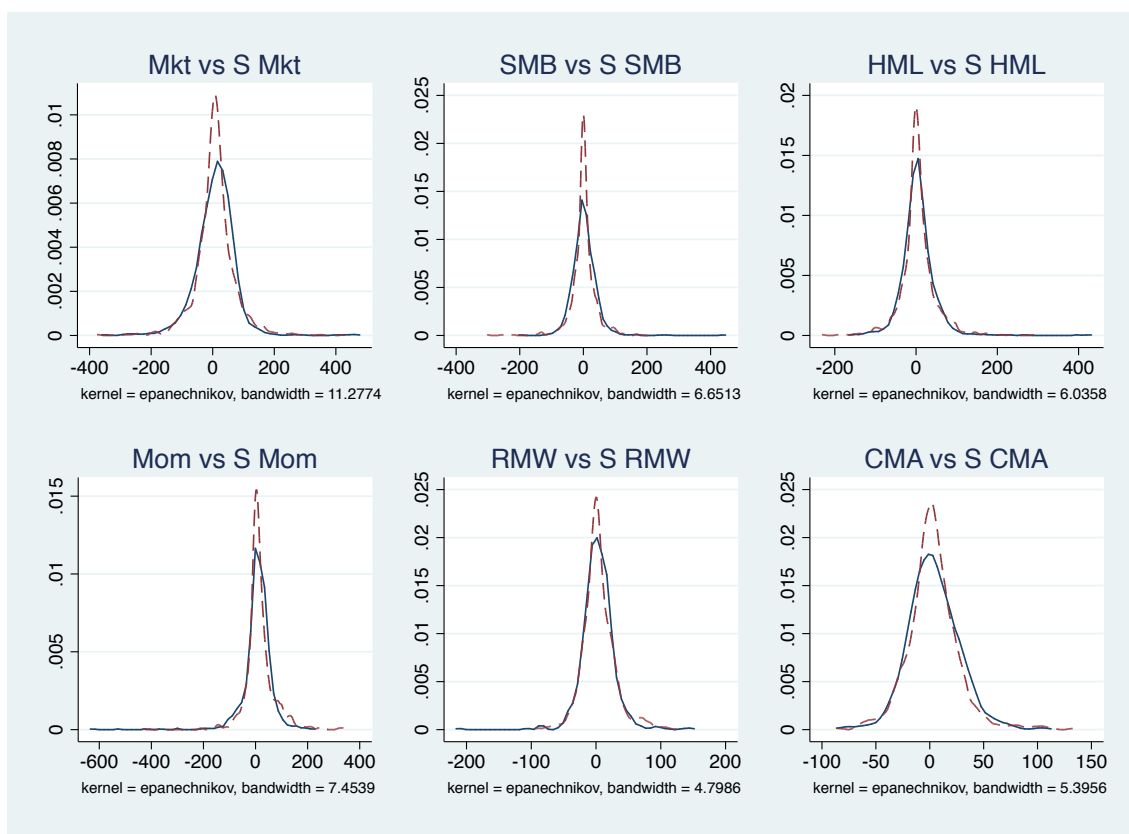 Mkt vs S Mkt
0 .002 .004 .006 .008 .01
-400 -200 0 200 400
kernel = epanechnikov, bandwidth = 11.2774
SMB vs S SMB
0 .005 .01 .015 .02 .025
-400 -200 0 200 400
kernel = epanechnikov, bandwidth = 6.6513
HML vs S HML
0 .005 .01 .015 .02
-200 0 200 400
kernel = epanechnikov, bandwidth = 6.0358
Mom vs S Mom
0 .005 .01 .015
-600 -400 -200 0 200 400
kernel = epanechnikov, bandwidth = 7.4539
RMW vs S RMW
0 .005 .01 .015 .02 .025
-200 -100 0 100 200
kernel = epanechnikov, bandwidth = 4.7986
CMA vs S CMA
0 .005 .01 .015 .02 .025
-100 -50 0 50 100 150
kernel = epanechnikov, bandwidth = 5.3956